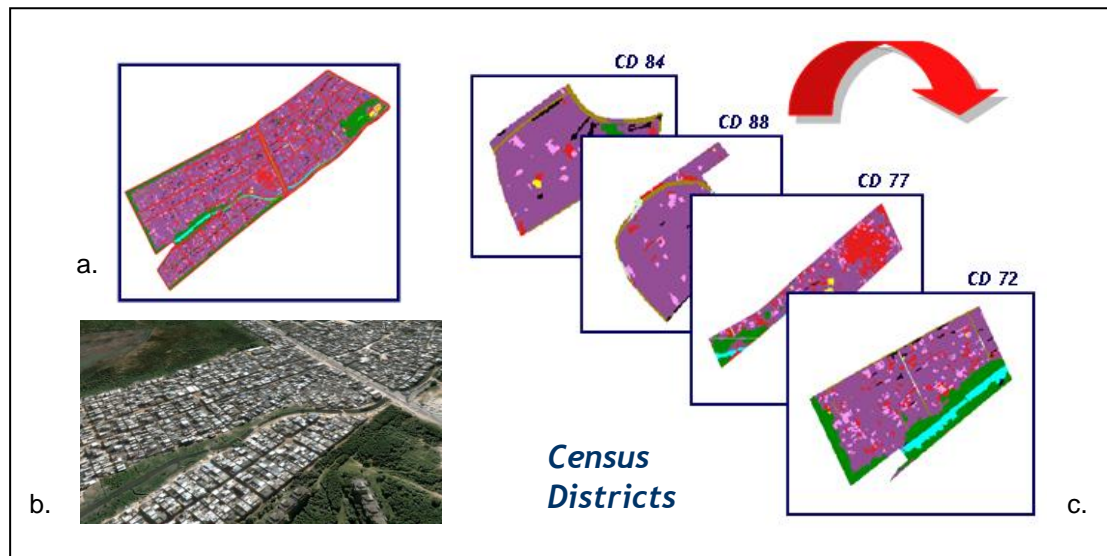 CD 84
CD 88
CD 77
CD 72
a.
b.
Census
Districts
c.